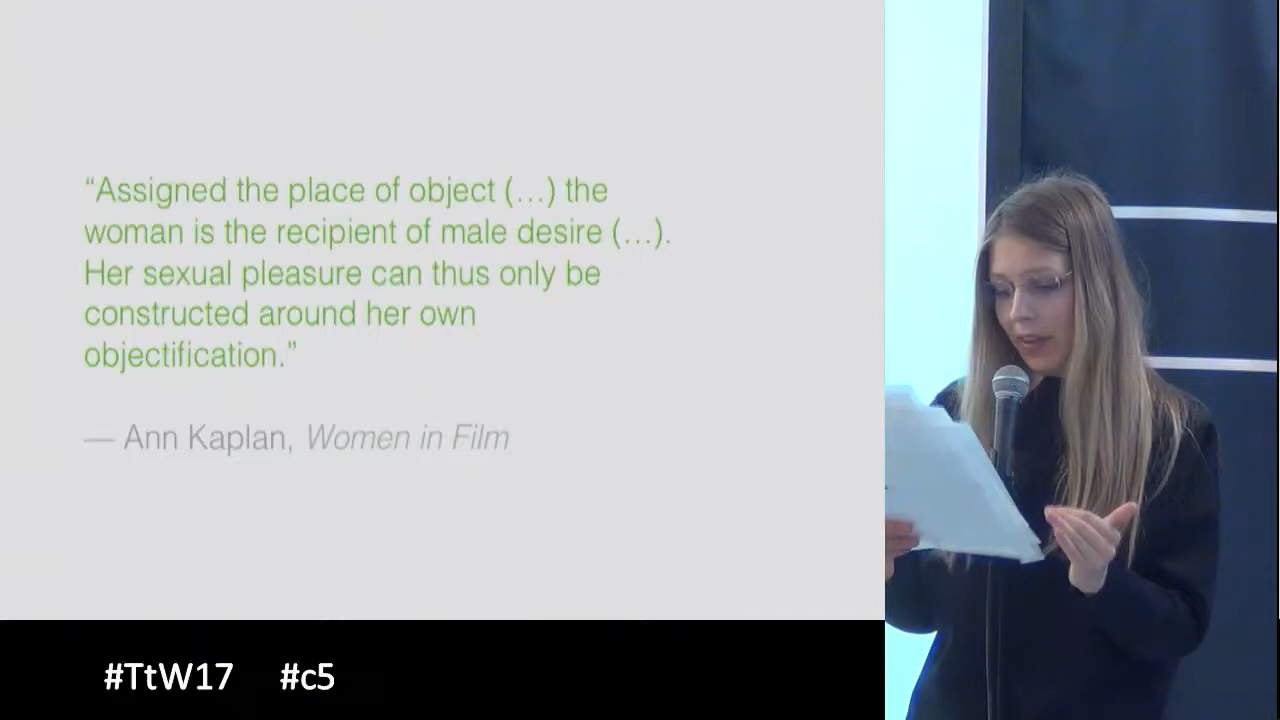 “Assigned the place of object (…) the
woman is the recipient of male desire (…).
Her sexual pleasure can thus only be
constructed around her own
objectification.”
— Ann Kaplan, Women in Film
#TtW17 #c5